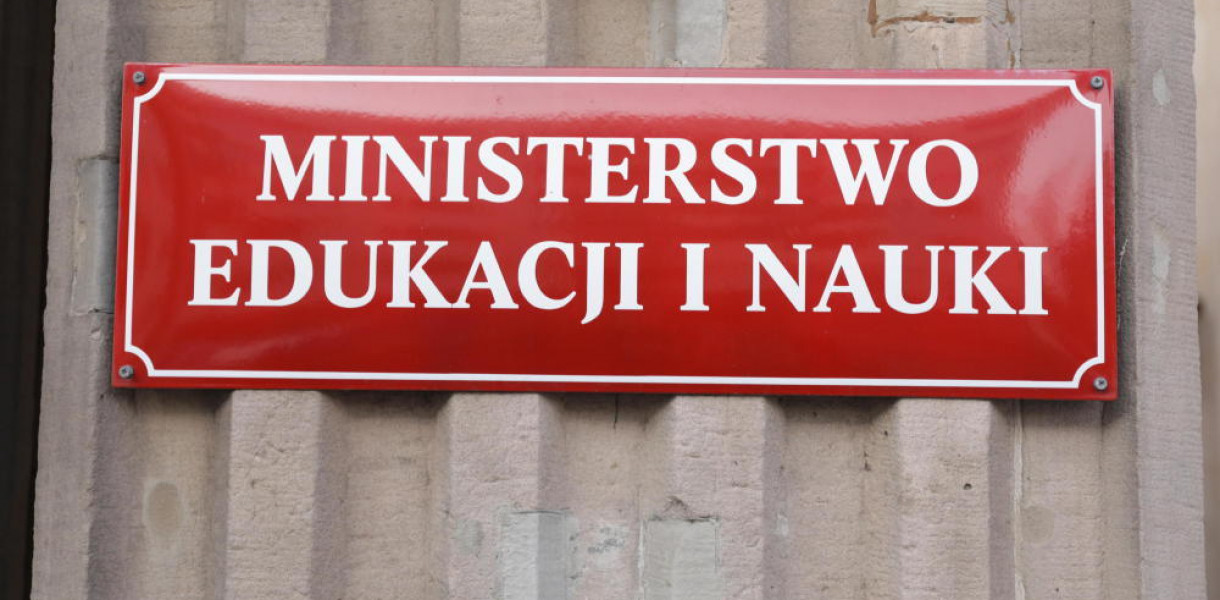 MINISTERSTWO
EDUKACJI I NAUKI